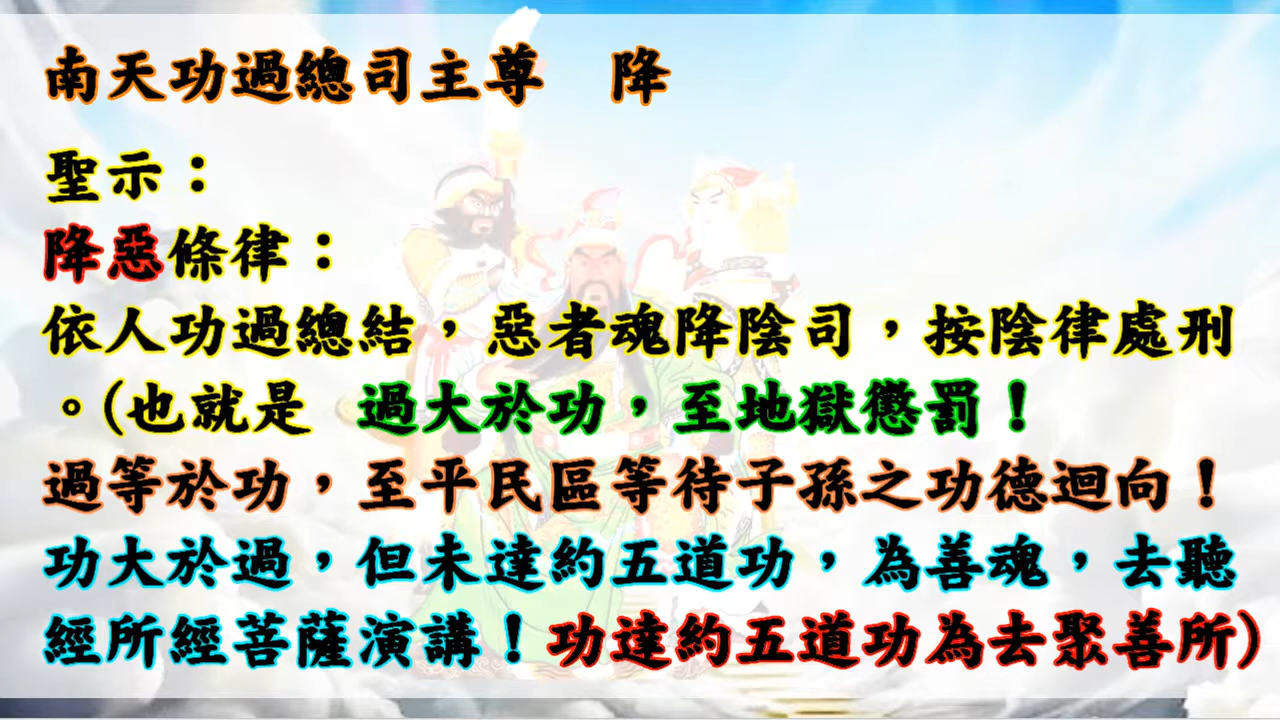 南天功過總司主尊　降
聖示：
降惡條律：
依人功過總結，惡者魂降陰司，按陰律處刑
。(也就是　過大於功，至地獄懲罰！
過等於功，至平民區等待子孫之功德迴向！
功大於過，但未達約五道功，為善魂，去聽
經所經菩薩演講！功達約五道功為去聚善所)